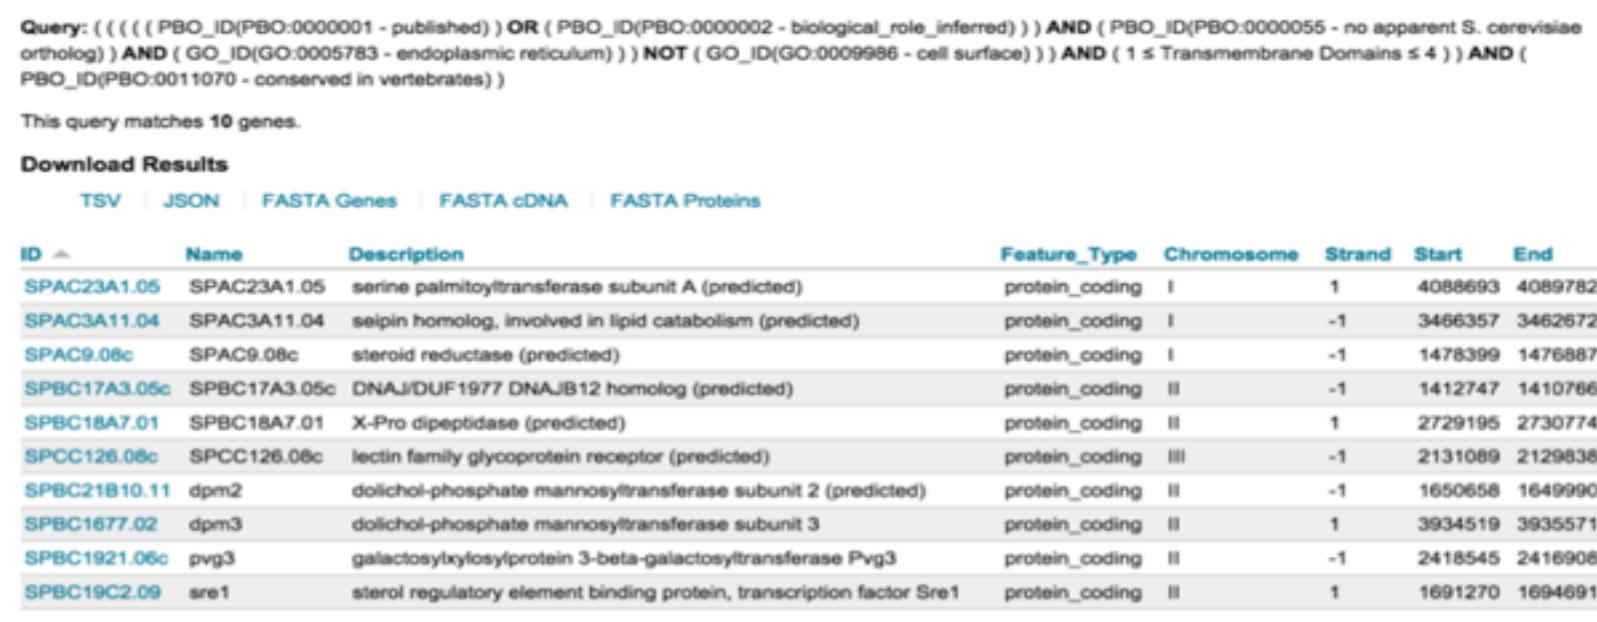 Query: ( ( ( ( ( PBO_ID(PBO:0000001 - published) ) OR ( PBO_ID(PBO:0000002 - biological_role_inferred) ) ) AND ( PBO_ID(PBO:0000055 - no apparent S. cerevisiae
ortholog) ) AND ( GO_ID(GO:0005783 - endoplasmic reticulum) ) ) NOT ( GO_ID(GO:0009986 - cell surface) ) ) AND ( 1 ≤ Transmembrane Domains ≤ 4 ) ) AND (
PBO_ID(PBO:0011070 - conserved in vertebrates) )
This query matches 10 genes.
Download Results
TSV JSON FASTA Genes FASTA cDNA FASTA Proteins
ID Name Description Feature_Type Chromosome Strand Start End
SPAC23A1.05 SPAC23A1.05 serine palmitoyltransferase subunit A (predicted) protein_coding I 1 4088693 4089782
SPAC3A11.04 SPAC3A11.04 seipin homolog, involved in lipid catabolism (predicted) protein_coding I -1 3466357 3462672
SPAC9.08c SPAC9.08c steroid reductase (predicted) protein_coding I -1 1478399 1476887
SPBC17A3.05c SPBC17A3.05c DNAJ/DUF1977 DNAJB12 homolog (predicted) protein_coding II -1 1412747 1410766
SPBC18A7.01 SPBC18A7.01 X-Pro dipeptidase (predicted) protein_coding II 1 2729195 2730774
SPCC126.08c SPCC126.08c lectin family glycoprotein receptor (predicted) protein_coding III -1 2131089 2129838
SPBC21B10.11 dpm2 dolichol-phosphate mannosyltransferase subunit 2 (predicted) protein_coding II -1 1650658 1649990
SPBC1677.02 dpm3 dolichol-phosphate mannosyltransferase subunit 3 protein_coding II 1 3934519 3935571
SPBC1921.06c pvg3 galactosylxylosylprotein 3-beta-galactosyltransferase Pvg3 protein_coding II -1 2418545 2416908
SPBC19C2.09 sre1 sterol regulatory element binding protein, transcription factor Sre1 protein_coding II 1 1691270 1694691